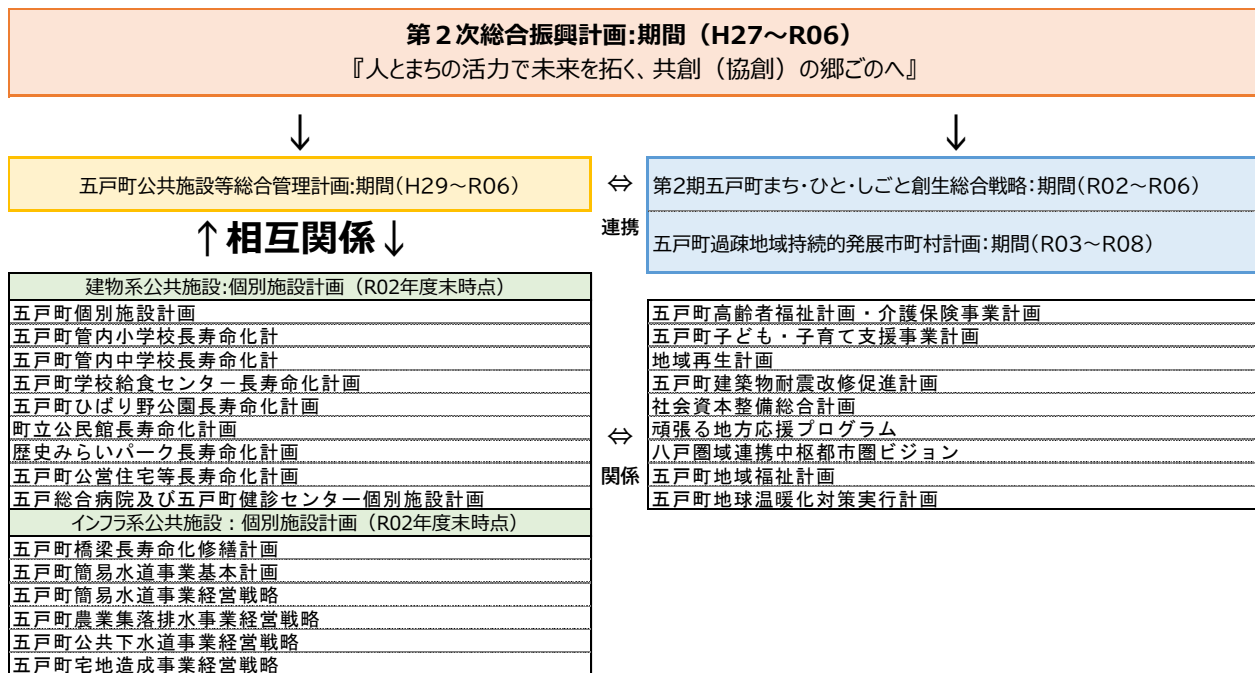 第２次総合振興計画:期間（H27～R06）
『人とまちの活力で未来を拓く、共創（協創）の郷ごのへ』
↓
↓
五戸町公共施設等総合管理計画:期間(H29～R06)
⇔
連携
第2期五戸町まち・ひと・しごと創生総合戦略：期間(R02～R06)
五戸町過疎地域持続的発展市町村計画：期間(R03～R08)
↑相互関係↓
建物系公共施設:個別施設計画（R02年度末時点）
五戸町個別施設計画
五戸町管内小学校長寿命化計
五戸町管内中学校長寿命化計
五戸町学校給食センター長寿命化計画
五戸町ひばり野公園長寿命化計画
町立公民館長寿命化計画
歴史みらいパーク長寿命化計画
五戸町公営住宅等長寿命化計画
五戸総合病院及び五戸町健診センター個別施設計画
インフラ系公共施設：個別施設計画（R02年度末時点）
五戸町橋梁長寿命化修繕計画
五戸町簡易水道事業基本計画
五戸町簡易水道事業経営戦略
五戸町農業集落排水事業経営戦略
五戸町公共下水道事業経営戦略
五戸町宅地造成事業経営戦略
⇔
関係
五戸町高齢者福祉計画・介護保険事業計画
五戸町子ども・子育て支援事業計画
地域再生計画
五戸町建築物耐震改修促進計画
社会資本整備総合計画
頑張る地方応援プログラム
八戸圏域連携中枢都市圏ビジョン
五戸町地域福祉計画
五戸町地球温暖化対策実行計画